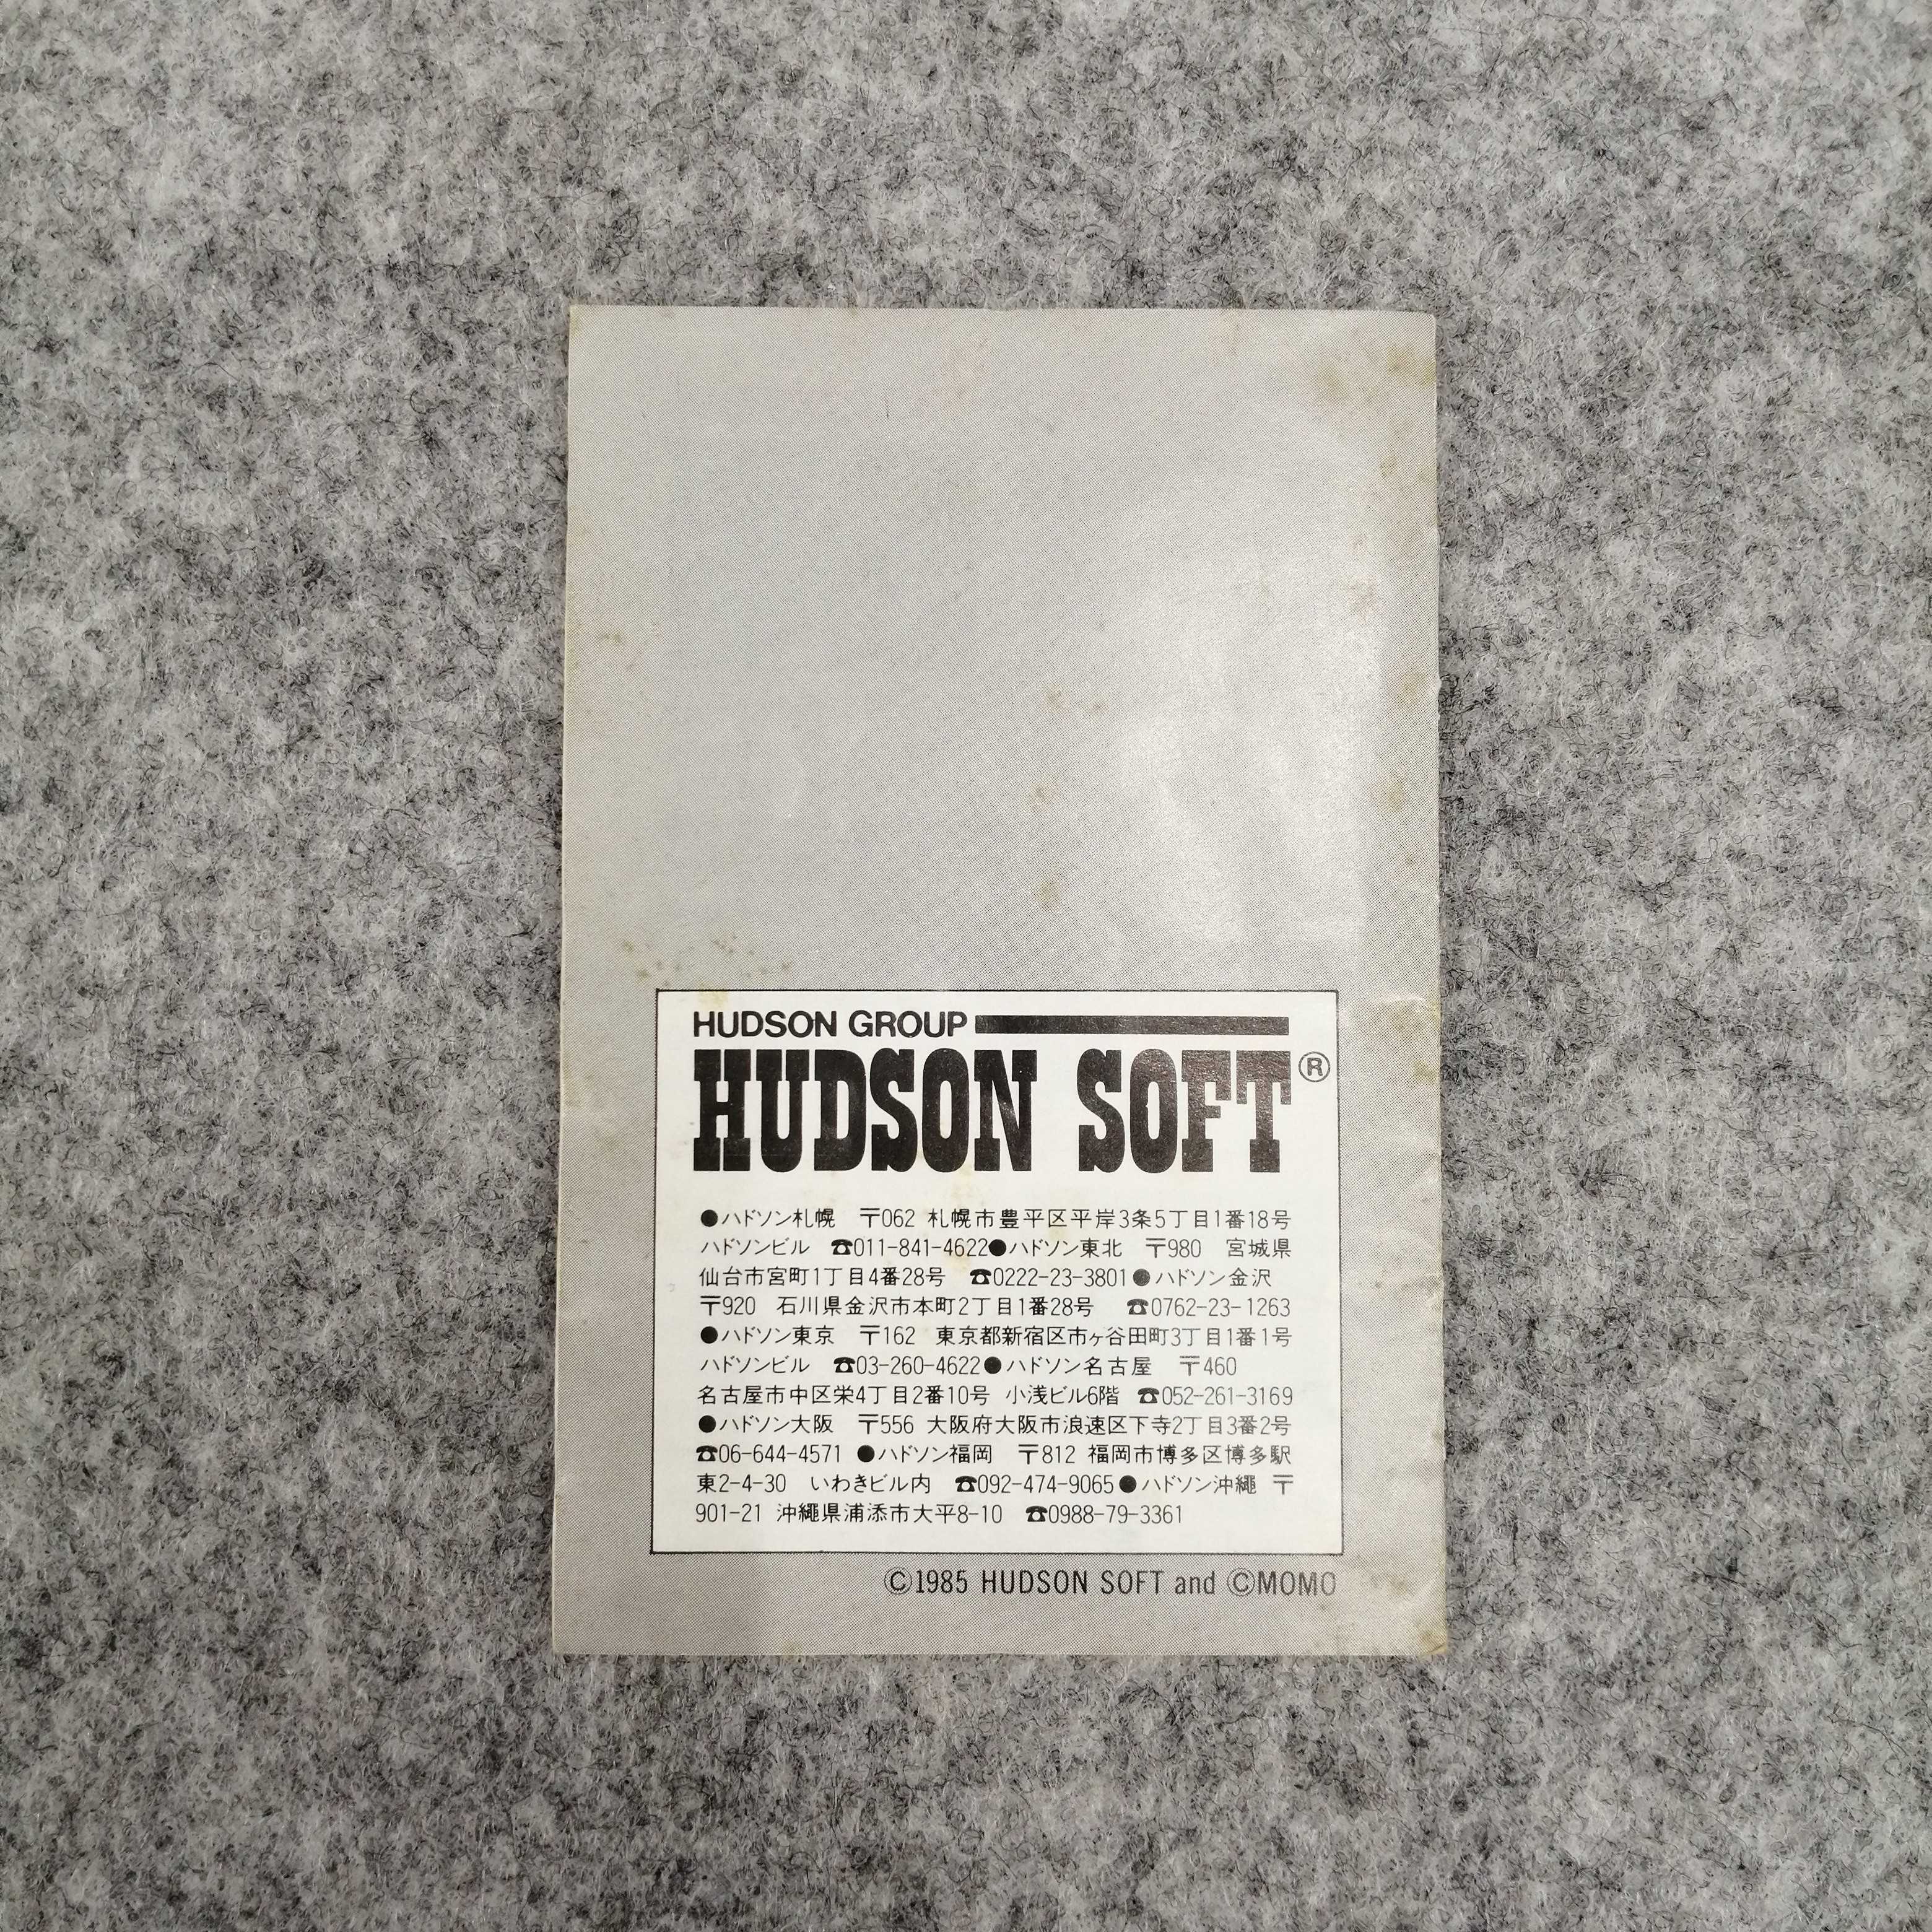 HUDSON GROUP
HUDSON SOFT®
●ハドソン札幌 〒062 札幌市豊平区平岸3条5丁目1番18号
ハドソンビル ☎011-841-4622●ハドソン東北 〒980 宮城県
仙台市宮町1丁目4番28号 ☎0222-23-3801●ハドソン金沢
〒920 石川県金沢市本町2丁目1番28号 ☎0762-23-1263
●ハドソン東京 〒162 東京都新宿区市ヶ谷田町3丁目1番1号
ハドソンビル ☎03-260-4622●ハドソン名古屋 〒460
名古屋市中区栄4丁目2番10号 小浅ビル6階 ☎052-261-3169
●ハドソン大阪 〒556 大阪府大阪市浪速区下寺2丁目3番2号
☎06-644-4571 ●ハドソン福岡 〒812 福岡市博多区博多駅
東2-4-30 いわきビル内 ☎092-474-9065●ハドソン沖縄 〒
901-21 沖縄県浦添市大平8-10 ☎0988-79-3361
©1985 HUDSON SOFT and ©MOMO